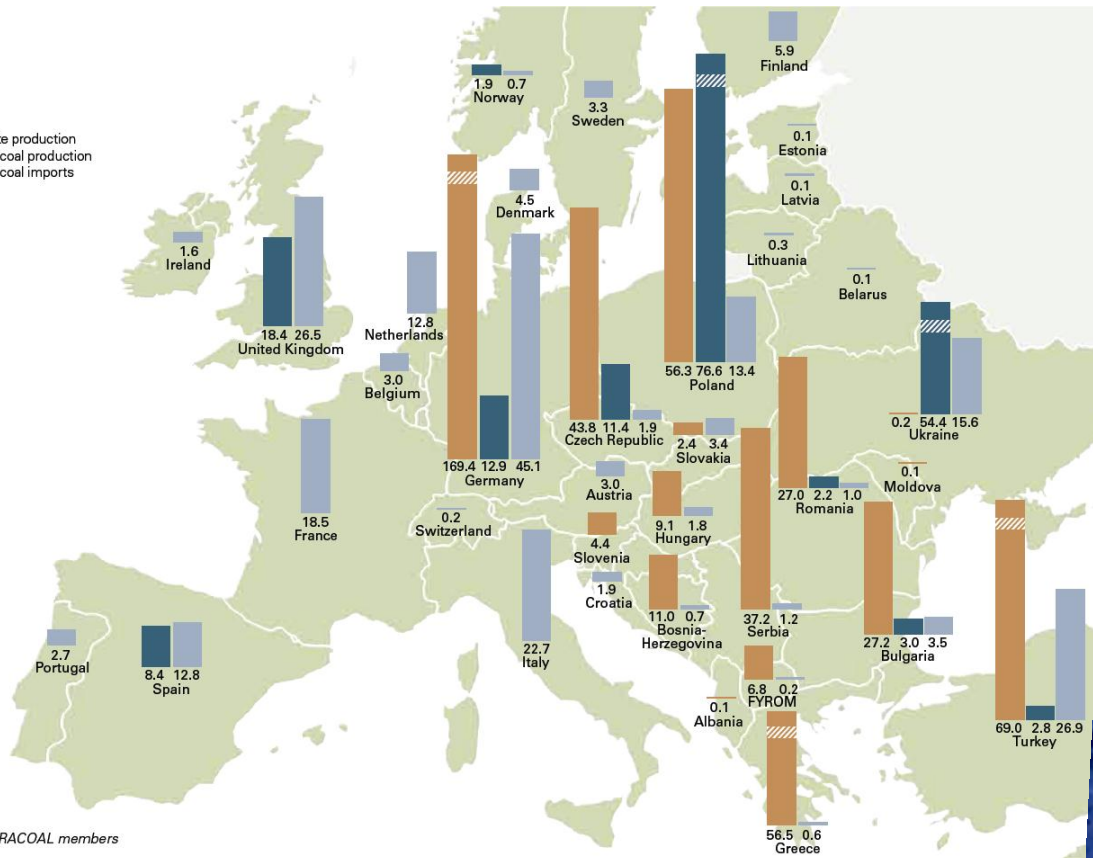 5.9
Finland
1.9 0.7
Norway
3.3
Sweden
0.1
Estonia
te production
coal production
coal imports
0.1
Latvia
4.5
Denmark
1.6
Ireland
0.3
Lithuania
0.1
Belarus
18.4 26.5
United Kingdom
12.8
Netherlands
3.0
Belgium
56.3 76.6 13.4
Poland
43.8 11.4 1.9
Czech Republic
0.2 54.4 15.6
Ukraine
2.4 3.4
Slovakia
169.4 12.9 45.1
Germany
3.0
Austria
0.1
Moldova
27.0 2.2 1.0
Romania
18.5
France
0.2
Switzerland
9.1 1.8
Hungary
4.4
Slovenia
1.9
Croatia
11.0 0.7
Bosnia-
Herzegovina
37.2 1.2
Serbia
27.2 3.0 3.5
Bulgaria
22.7
Italy
2.7
Portugal
8.4 12.8
Spain
6.8 0.2
FYROM
0.1
Albania
69.0 2.8 26.9
Turkey
56.5 0.6
Greece
RACOAL members